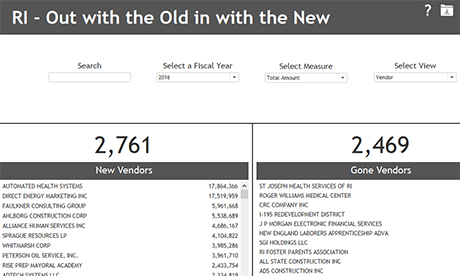 RI - Out with the Old in with the New ?
Search Select a Fiscal Year Select Measure Select View
2016 Total Amount Vendor
2,761
New Vendors
AUTOMATED HEALTH SYSTEMS 17,864,366
DIRECT ENERGY MARKETING INC 17,519,959
FAULKNER CONSULTING GROUP 5,961,668
AHLBORG CONSTRUCTION CORP 5,538,689
ALLIANCE HUMAN SERVICES INC 4,686,167
SPRAGUE RESOURCES LP 4,104,822
WHITMARSH CORP 3,985,286
PETERSON OIL SERVICE, INC. 3,961,710
RISE PREP MAYORAL ACADEMY 2,433,754
2,469
Gone Vendors
ST JOSEPH HEALTH SERVICES OF RI
ROGER WILLIAMS MEDICAL CENTER
CRC COMPANY INC
I-195 REDEVELOPMENT DISTRICT
J P MORGAN ELECTRONIC FINANCIAL SERVICES
NEW ENGLAND LABORERS APPRENTICESHIP ADVA
SGI HOLDINGS LLC
RI FOSTER PARENTS ASSOCIATION
ALL STATE CONSTRUCTION INC
ADS CONSTRUCTION INC